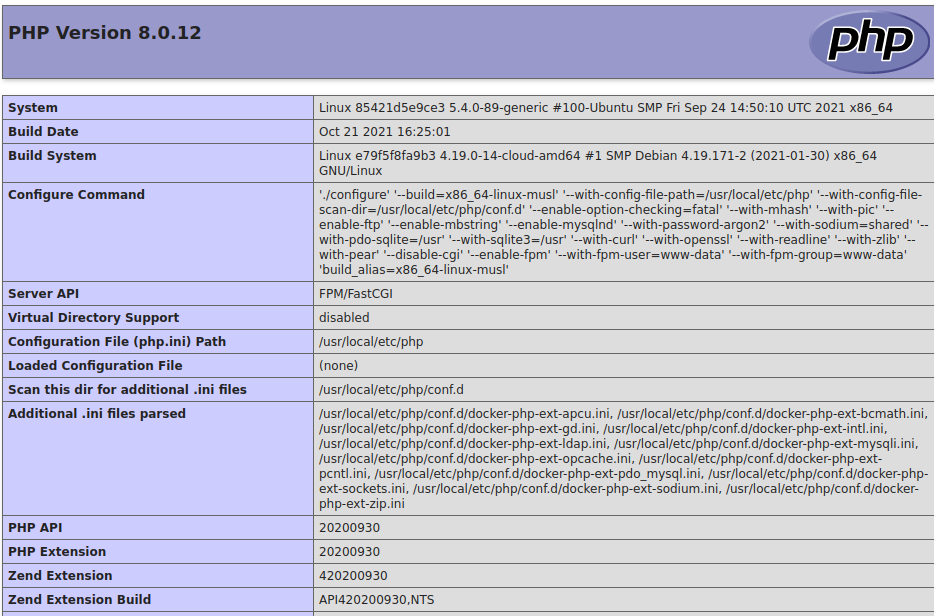 PHP Version 8.0.12
php
System
Linux 85421d5e9ce3 5.4.0-89-generic #100-Ubuntu SMP Fri Sep 24 14:50:10 UTC 2021 x86_64
Build Date
Oct 21 2021 16:25:01
Build System
Linux e79f5f8fa9b3 4.19.0-14-cloud-amd64 #1 SMP Debian 4.19.171-2 (2021-01-30) x86_64
GNU/Linux
Configure Command
'./configure' '--build=x86_64-linux-musl' '--with-config-file-path=/usr/local/etc/php' '--with-config-file-
scan-dir=/usr/local/etc/php/conf.d' '--enable-option-checking=fatal' '--with-mhash' '--with-pic' '--
enable-ftp' '--enable-mbstring' '--enable-mysqlnd' '--with-password-argon2' '--with-sodium=shared' '--
with-pdo-sqlite=/usr' '--with-sqlite3=/usr' '--with-curl' '--with-openssl' '--with-readline' '--with-zlib' '--
with-pear' '--disable-cgi' '--enable-fpm' '--with-fpm-user=www-data' '--with-fpm-group=www-data'
'build_alias=x86_64-linux-musl'
Server API
FPM/FastCGI
Virtual Directory Support
disabled
Configuration File (php.ini) Path
/usr/local/etc/php
Loaded Configuration File
(none)
Scan this dir for additional .ini files
/usr/local/etc/php/conf.d
Additional .ini files parsed
/usr/local/etc/php/conf.d/docker-php-ext-apcu.ini, /usr/local/etc/php/conf.d/docker-php-ext-bcmath.ini,
/usr/local/etc/php/conf.d/docker-php-ext-gd.ini, /usr/local/etc/php/conf.d/docker-php-ext-intl.ini,
/usr/local/etc/php/conf.d/docker-php-ext-ldap.ini, /usr/local/etc/php/conf.d/docker-php-ext-mysqli.ini,
/usr/local/etc/php/conf.d/docker-php-ext-opcache.ini, /usr/local/etc/php/conf.d/docker-php-ext-
pcntl.ini, /usr/local/etc/php/conf.d/docker-php-ext-pdo_mysql.ini, /usr/local/etc/php/conf.d/docker-php-
ext-sockets.ini, /usr/local/etc/php/conf.d/docker-php-ext-sodium.ini, /usr/local/etc/php/conf.d/docker-
php-ext-zip.ini
PHP API
20200930
PHP Extension
20200930
Zend Extension
420200930
Zend Extension Build
API420200930,NTS